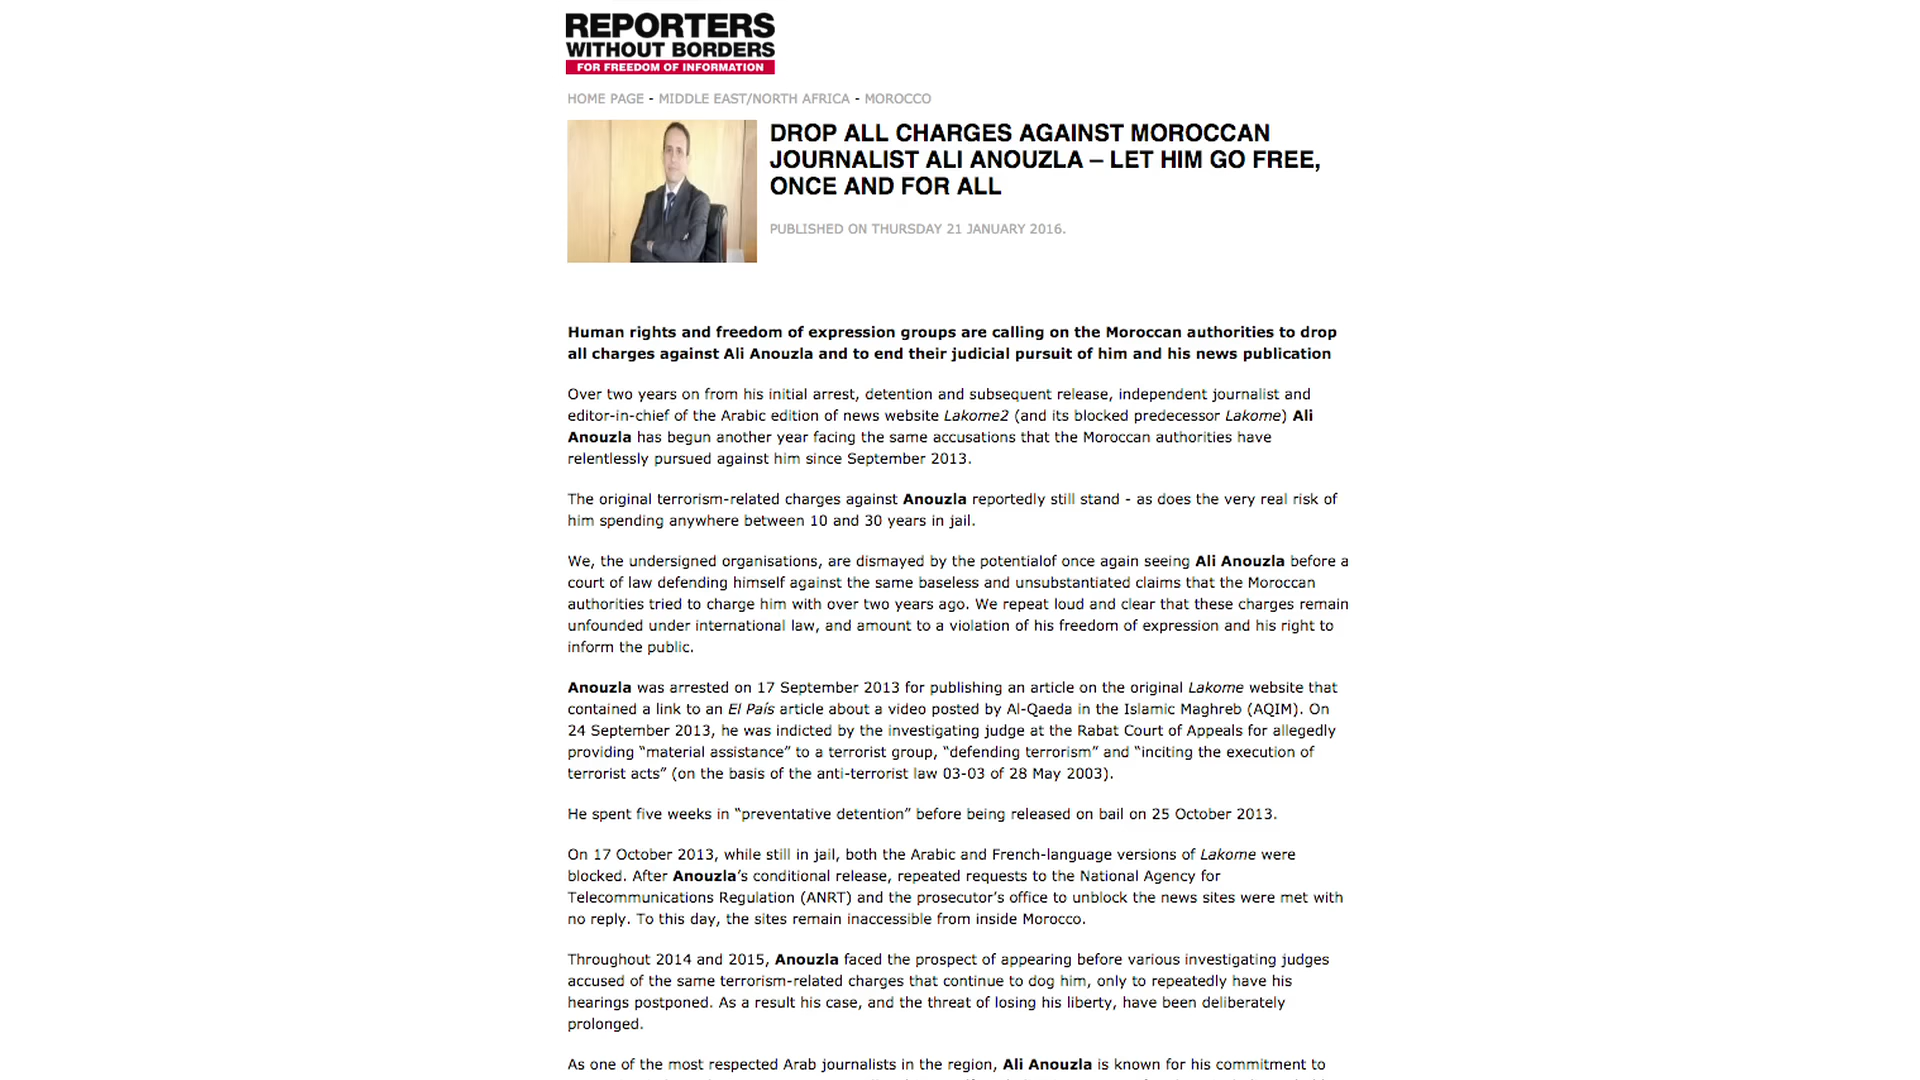 REPORTERS
WITHOUT BORDERS
FOR FREEDOM OF INFORMATION
HOME PAGE - MIDDLE EAST/NORTH AFRICA - MOROCCO
DROP ALL CHARGES AGAINST MOROCCAN
JOURNALIST ALI ANOUZLA – LET HIM GO FREE,
ONCE AND FOR ALL
PUBLISHED ON THURSDAY 21 JANUARY 2016.
Human rights and freedom of expression groups are calling on the Moroccan authorities to drop
all charges against Ali Anouzla and to end their judicial pursuit of him and his news publication
Over two years on from his initial arrest, detention and subsequent release, independent journalist and
editor-in-chief of the Arabic edition of news website Lakome2 (and its blocked predecessor Lakome) Ali
Anouzla has begun another year facing the same accusations that the Moroccan authorities have
relentlessly pursued against him since September 2013.
The original terrorism-related charges against Anouzla reportedly still stand - as does the very real risk of
him spending anywhere between 10 and 30 years in jail.
We, the undersigned organisations, are dismayed by the potentialof once again seeing Ali Anouzla before a
court of law defending himself against the same baseless and unsubstantiated claims that the Moroccan
authorities tried to charge him with over two years ago. We repeat loud and clear that these charges remain
unfounded under international law, and amount to a violation of his freedom of expression and his right to
inform the public.
Anouzla was arrested on 17 September 2013 for publishing an article on the original Lakome website that
contained a link to an El País article about a video posted by Al-Qaeda in the Islamic Maghreb (AQIM). On
24 September 2013, he was indicted by the investigating judge at the Rabat Court of Appeals for allegedly
providing “material assistance” to a terrorist group, “defending terrorism” and “inciting the execution of
terrorist acts” (on the basis of the anti-terrorist law 03-03 of 28 May 2003).
He spent five weeks in “preventative detention” before being released on bail on 25 October 2013.
On 17 October 2013, while still in jail, both the Arabic and French-language versions of Lakome were
blocked. After Anouzla’s conditional release, repeated requests to the National Agency for
Telecommunications Regulation (ANRT) and the prosecutor’s office to unblock the news sites were met with
no reply. To this day, the sites remain inaccessible from inside Morocco.
Throughout 2014 and 2015, Anouzla faced the prospect of appearing before various investigating judges
accused of the same terrorism-related charges that continue to dog him, only to repeatedly have his
hearings postponed. As a result his case, and the threat of losing his liberty, have been deliberately
prolonged.
As one of the most respected Arab journalists in the region, Ali Anouzla is known for his commitment to